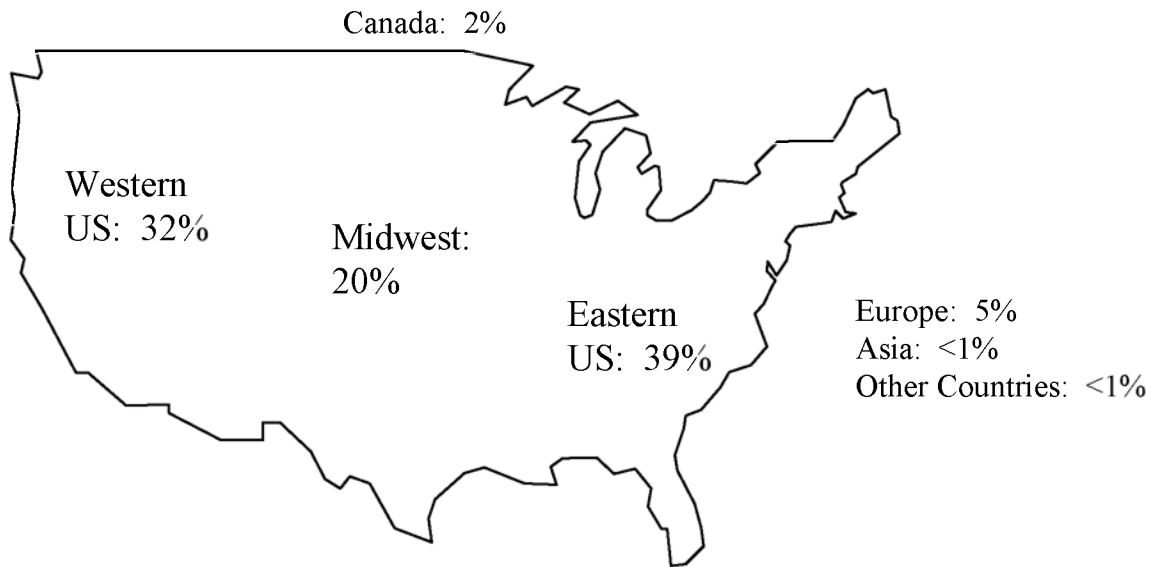 Canada: 2%
Western
US: 32%
Midwest:
20%
Eastern
US: 39%
Europe: 5%
Asia: <1%
Other Countries: <1%